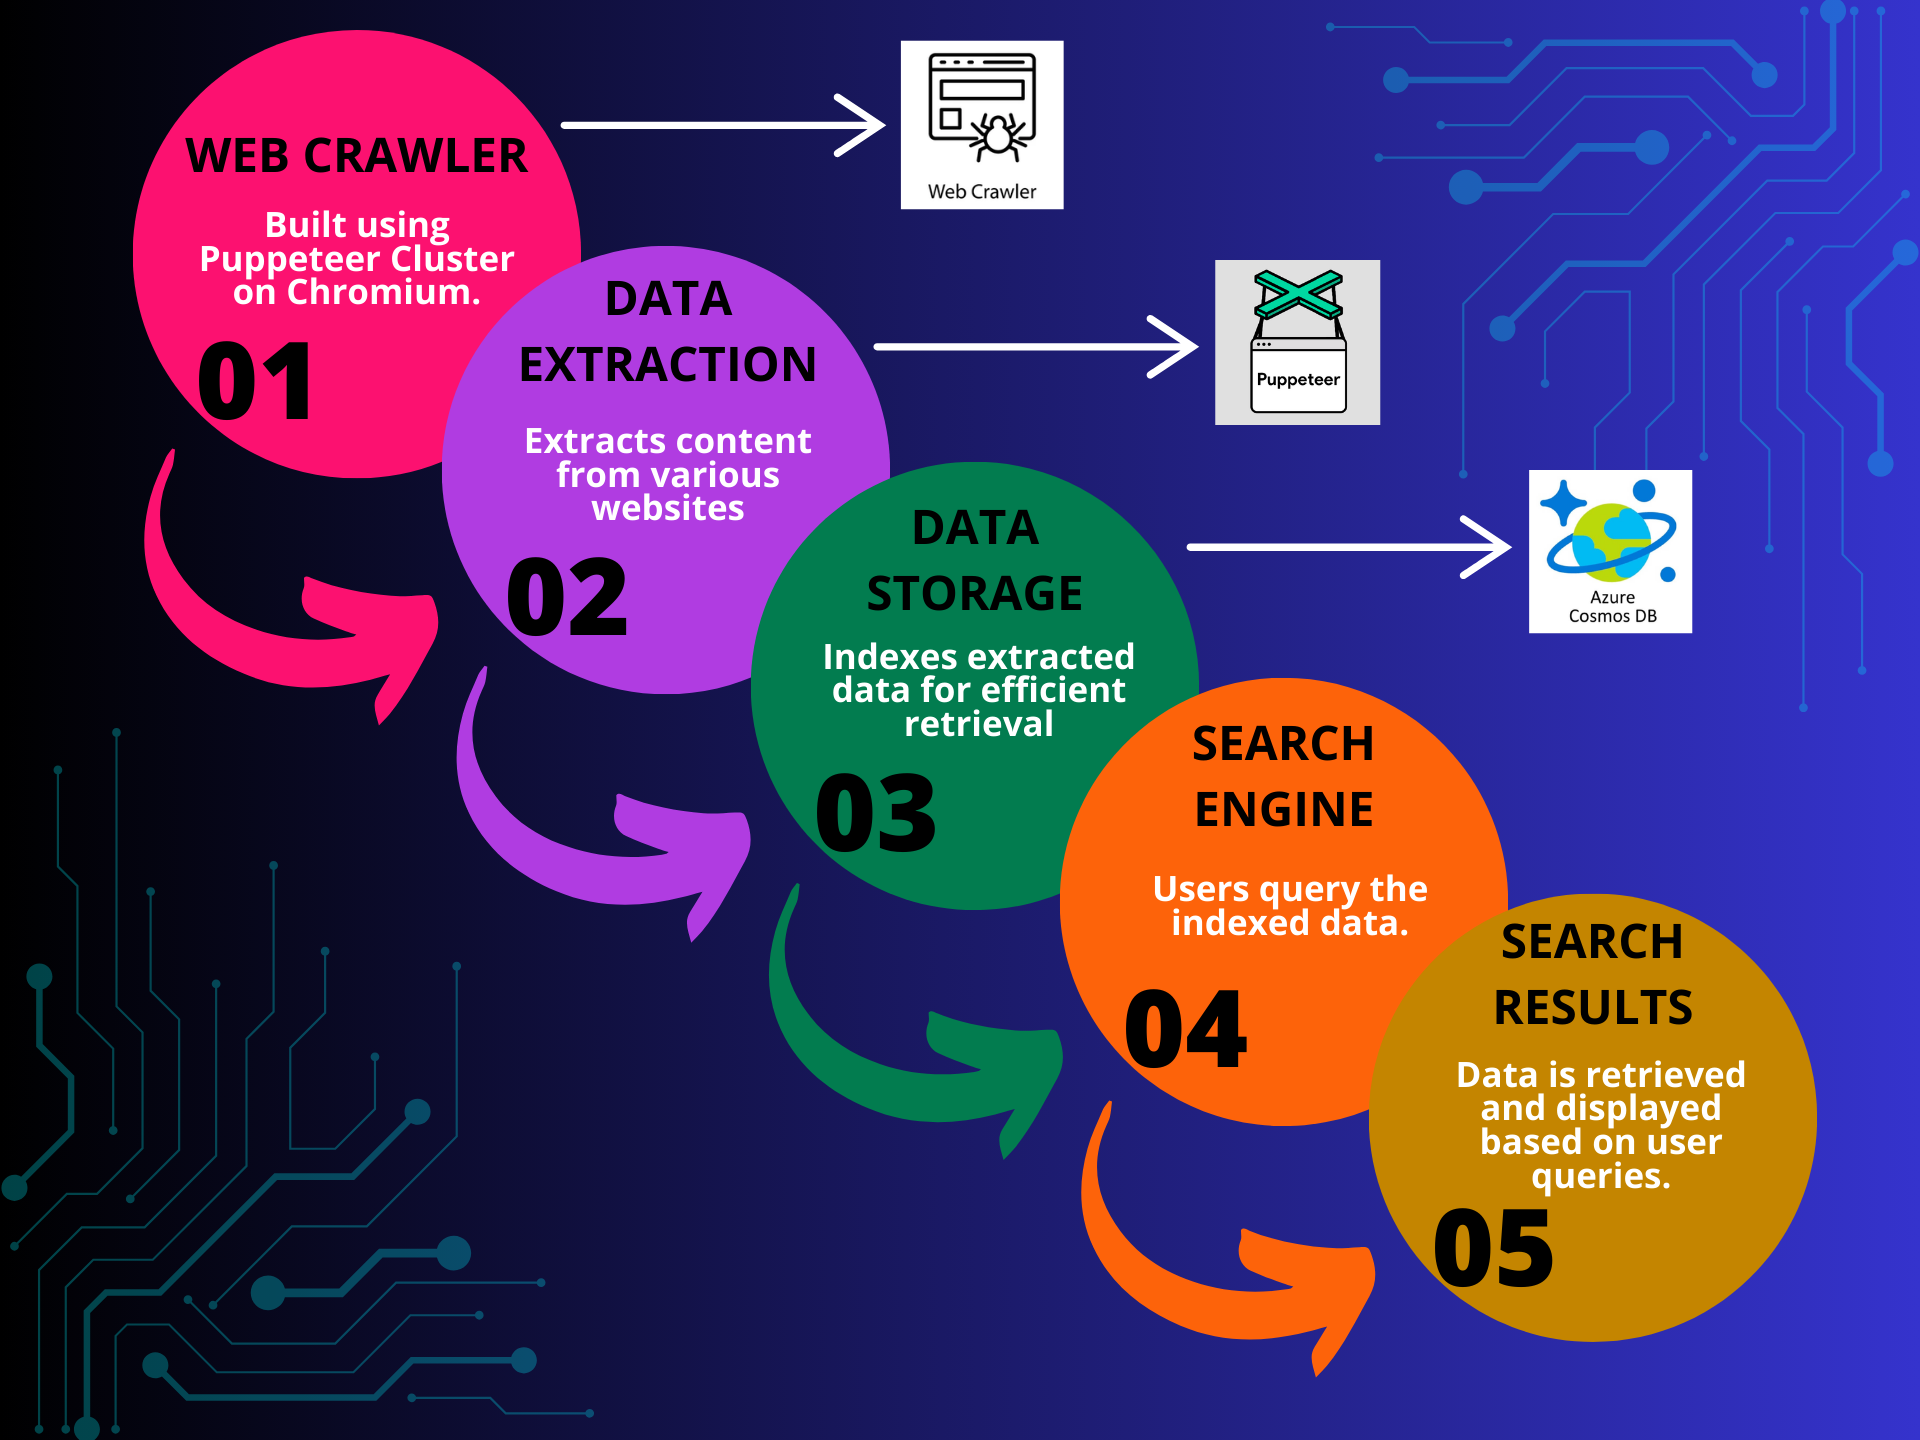 WEB CRAWLER
Built using
Puppeteer Cluster
on Chromium.
01
Web Crawler
DATA
EXTRACTION
Extracts content
from various
websites
02
Puppeteer
DATA
STORAGE
Indexes extracted
data for efficient
retrieval
03
Azure
Cosmos DB
SEARCH
ENGINE
Users query the
indexed data.
04
SEARCH
RESULTS
Data is retrieved
and displayed
based on user
queries.
05